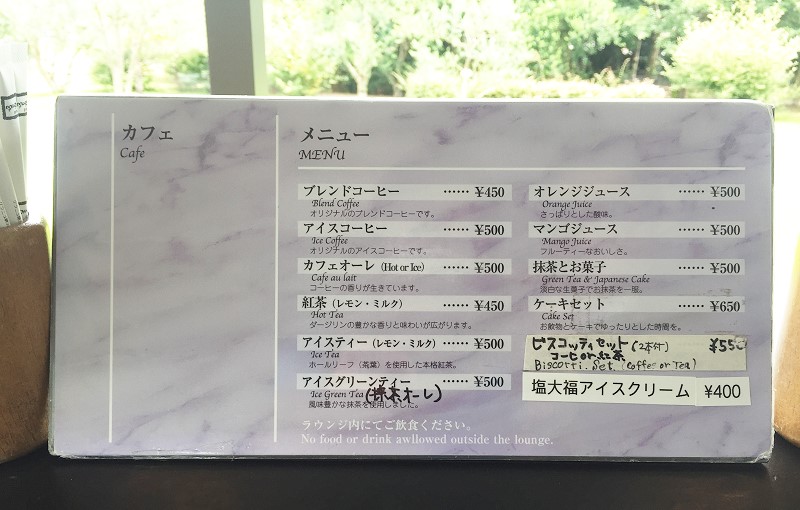 カフェ
Cafe
メニュー
MENU
ブレンドコーヒー ‥‥‥ ¥450
Blend Coffee
オリジナルのブレンドコーヒーです。
アイスコーヒー ‥‥‥ ¥500
Ice Coffee
オリジナルのアイスコーヒーです。
カフェオーレ (Hot or Ice) ‥‥‥ ¥500
Cafe au lait
コーヒーの香りが生きています。
紅茶 (レモン・ミルク) ‥‥‥ ¥450
Hot Tea
ダージリンの豊かな香りと味わいが広がります。
アイスティー (レモン・ミルク) ‥‥‥ ¥500
Ice Tea
ホールリーフ(茶葉)を使用した本格紅茶。
アイスグリーンティー ‥‥‥ ¥500
Ice Green Tea (抹茶オーレ)
風味豊かな抹茶を使用しました。
オレンジジュース ‥‥‥ ¥500
Orange Juice
さっぱりとした酸味。
マンゴジュース ‥‥‥ ¥500
Mango Juice
フルーティーなおいしさ。
抹茶とお菓子 ‥‥‥ ¥500
Green Tea & Japanese Cake
淡白な生菓子でお抹茶を一服。
ケーキセット ‥‥‥ ¥650
Cake Set
お飲物とケーキでゆったりとした時間を。
ビスコッティセット (2本付) ¥550
コーヒーor紅茶
Biscotti. Set (Coffee or Tea)
塩大福アイスクリーム ¥400
ラウンジ内にてご飲食ください。
No food or drink awllowed outside the lounge.